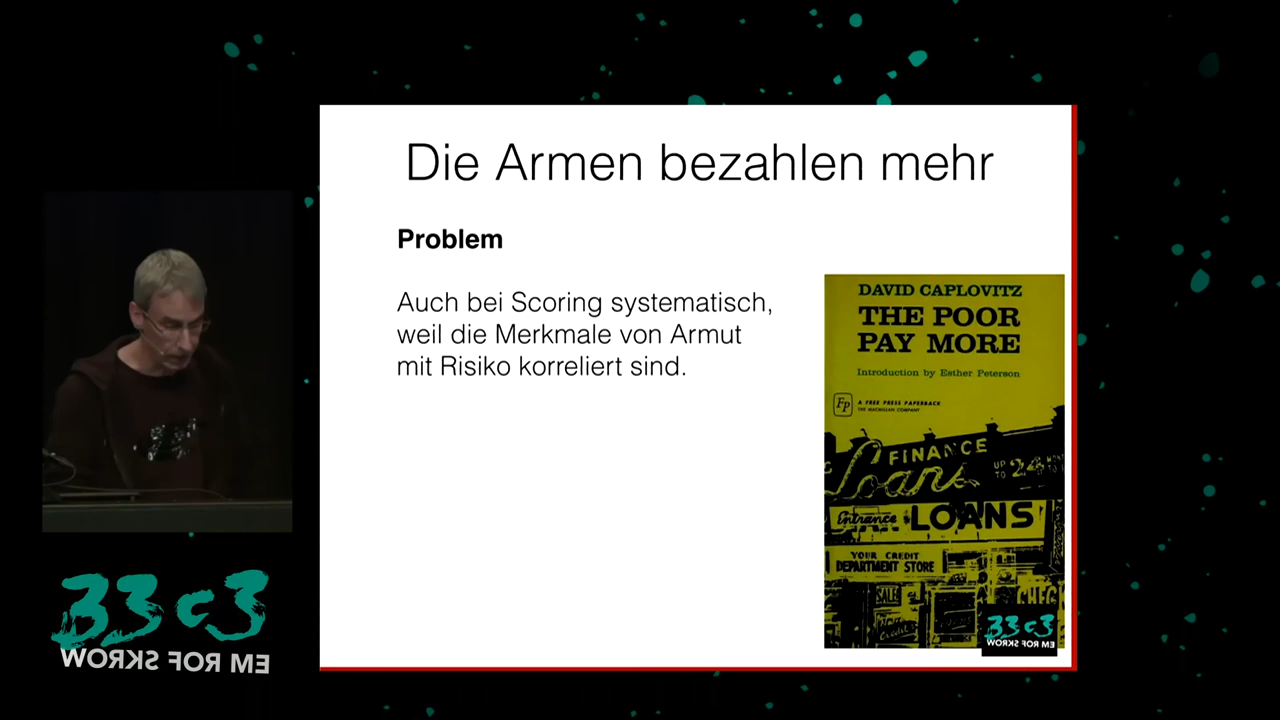 Die Armen bezahlen mehr
Problem
Auch bei Scoring systematisch,
weil die Merkmale von Armut
mit Risiko korreliert sind.
DAVID CAPLOVITZ
THE POOR
PAY MORE
Introduction by Esther Peterson
Fp
A FREE PRESS PAPERBACK
THE MACMILLAN COMPANY
FINANCE
Loans
UP TO 24
Entrance LOANS
YOUR CREDIT
DEPARTMENT STORE
SALE
33c3
WORKS FOR ME
33c3
WORKS FOR ME